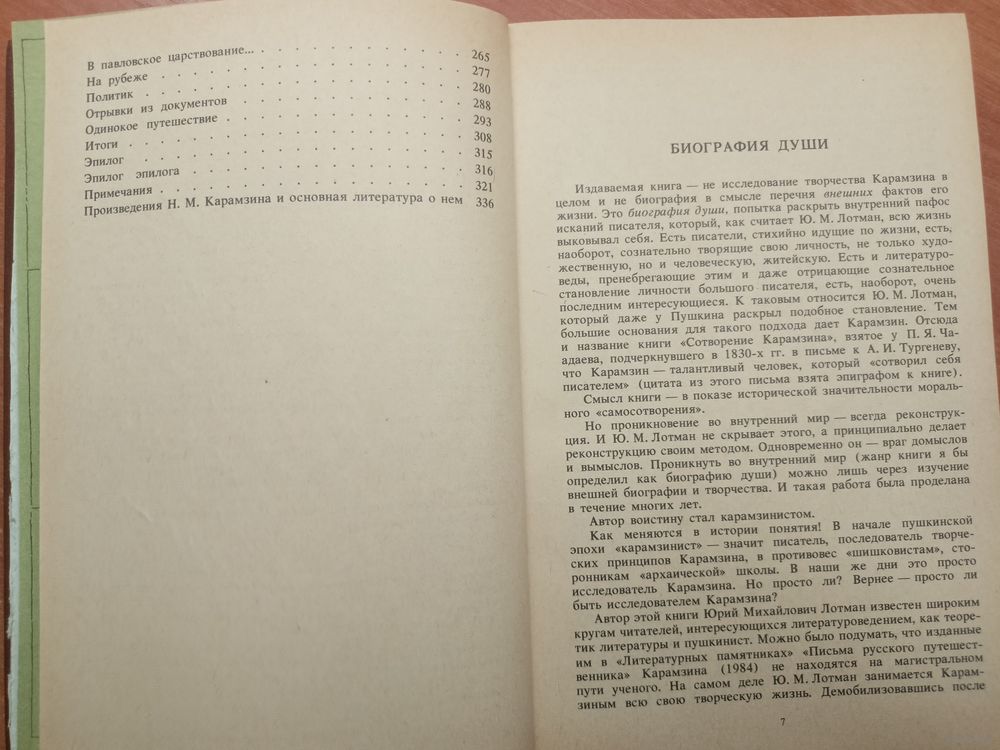 В павловское царствование... . . . . . . . . . . . . 265
На рубеже . . . . . . . . . . . . . . . . 277
Политик . . . . . . . . . . . . . . . . . 280
Отрывки из документов . . . . . . . . . . . . 288
Одинокое путешествие . . . . . . . . . . . . . 293
Итоги . . . . . . . . . . . . . . . . . . 308
Эпилог . . . . . . . . . . . . . . . . . 315
Эпилог эпилога . . . . . . . . . . . . . . . 316
Примечания . . . . . . . . . . . . . . . . 321
Произведения Н. М. Карамзина и основная литература о нем 336
БИОГРАФИЯ ДУШИ
Издаваемая книга — не исследование творчества Карамзина в
целом и не биография в смысле перечня внешних фактов его
жизни. Это биография души, попытка раскрыть внутренний пафос
исканий писателя, который, как считает Ю. М. Лотман, всю жизнь
выковывал себя. Есть писатели, стихийно идущие по жизни, есть,
наоборот, сознательно творящие свою личность, не только худо-
жественную, но и человеческую, житейскую. Есть и литературо-
веды, пренебрегающие этим и даже отрицающие сознательное
становление личности большого писателя, есть, наоборот, очень
последним интересующиеся. К таковым относится Ю. М. Лотман,
который даже у Пушкина раскрыл подобное становление. Тем
большие основания для такого подхода дает Карамзин. Отсюда
и название книги «Сотворение Карамзина», взятое у П. Я. Ча-
адаева, подчеркнувшего в 1830-х гг. в письме к А. И. Тургеневу,
что Карамзин — талантливый человек, который «сотворил себя
писателем» (цитата из этого письма взята эпиграфом к книге).
Смысл книги — в показе исторической значительности мораль-
ного «самосотворения».
Но проникновение во внутренний мир — всегда реконструк-
ция. И Ю. М. Лотман не скрывает этого, а принципиально делает
реконструкцию своим методом. Одновременно он — враг домыслов
и вымыслов. Проникнуть во внутренний мир (жанр книги я бы
определил как биографию души) можно лишь через изучение
внешней биографии и творчества. И такая работа была проделана
в течение многих лет.
Автор воистину стал карамзинистом.
Как меняются в истории понятия! В начале пушкинской
эпохи «карамзинист» — значит писатель, последователь творче-
ских принципов Карамзина, в противовес «шишковистам», сто-
ронникам «архаической» школы. В наши же дни это просто
исследователь Карамзина. Но просто ли? Вернее — просто ли
быть исследователем Карамзина?
Автор этой книги Юрий Михайлович Лотман известен широким
кругам читателей, интересующихся литературоведением, как теоре-
тик литературы и пушкинист. Можно было подумать, что изданные
им в «Литературных памятниках» «Письма русского путешест-
венника» Карамзина (1984) не находятся на магистральном
пути ученого. На самом деле Ю. М. Лотман занимается Карам-
зиным всю свою творческую жизнь. Демобилизовавшись после
7